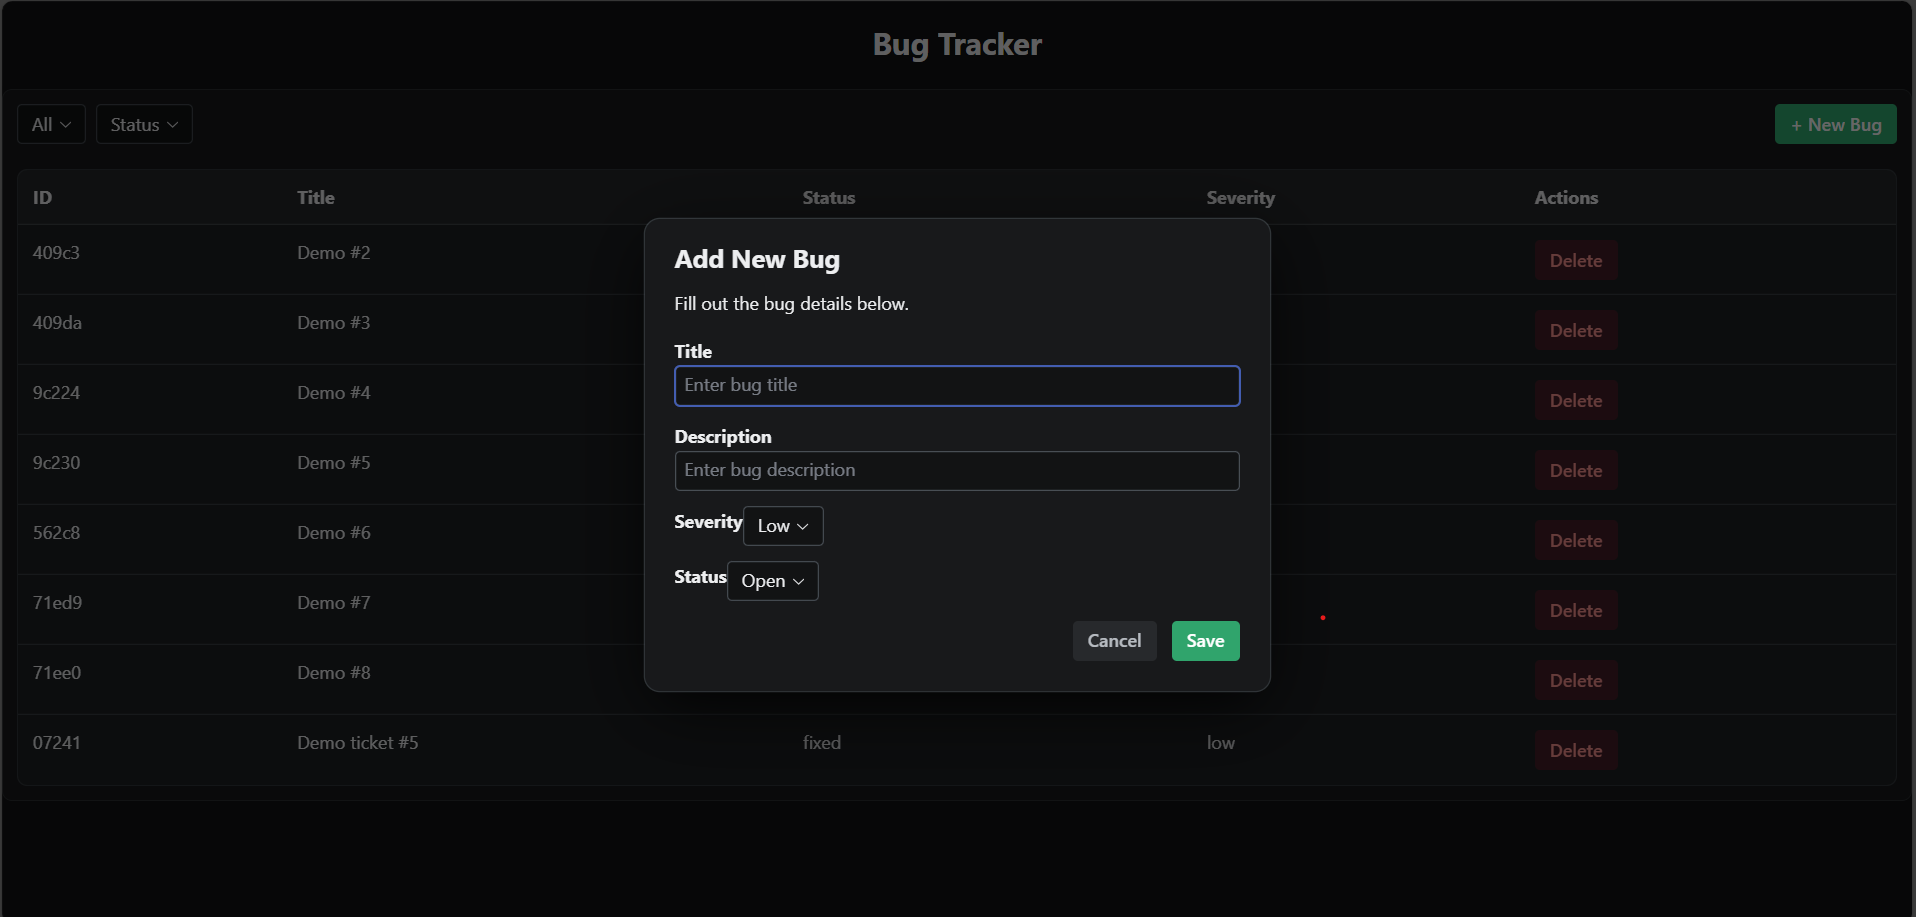 Bug Tracker
All Status + New Bug
ID Title Status Severity Actions
409c3 Demo #2 Delete
409da Demo #3 Delete
9c224 Demo #4 Delete
9c230 Demo #5 Delete
562c8 Demo #6 Delete
71ed9 Demo #7 Delete
71ee0 Demo #8 Delete
07241 Demo ticket #5 fixed low Delete
Add New Bug
Fill out the bug details below.
Title
Enter bug title
Description
Enter bug description
Severity Low
Status Open
Cancel Save